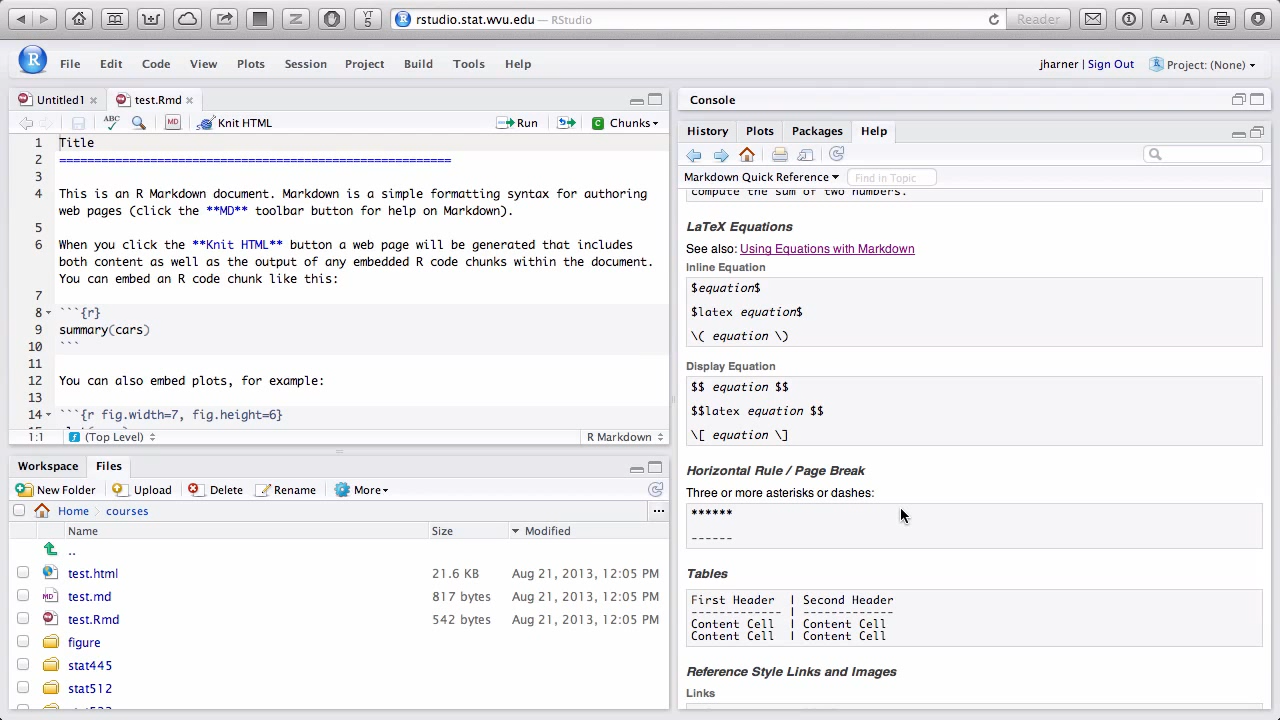 YT
5
rstudio.stat.wvu.edu — RStudio
Reader
A A
R File Edit Code View Plots Session Project Build Tools Help
jharner | Sign Out Project: (None)
Untitled1 test.Rmd
ABC MD Knit HTML Run Chunks
1 Title
2 ========================================================
3
4 This is an R Markdown document. Markdown is a simple formatting syntax for authoring
web pages (click the **MD** toolbar button for help on Markdown).
5
6 When you click the **Knit HTML** button a web page will be generated that includes
both content as well as the output of any embedded R code chunks within the document.
You can embed an R code chunk like this:
7
8 ```{r}
9 summary(cars)
10 ```
11
12 You can also embed plots, for example:
13
14 ```{r fig.width=7, fig.height=6}
1:1 (Top Level) R Markdown
Workspace Files
New Folder Upload Delete Rename More
Home courses ...
Name Size Modified
..
test.html 21.6 KB Aug 21, 2013, 12:05 PM
test.md 817 bytes Aug 21, 2013, 12:05 PM
test.Rmd 542 bytes Aug 21, 2013, 12:05 PM
figure
stat445
stat512
Console
History Plots Packages Help
Markdown Quick Reference Find in Topic
compute the sum of two numbers.
LaTeX Equations
See also: Using Equations with Markdown
Inline Equation
$equation$
$latex equation$
\( equation \)
Display Equation
$$ equation $$
$$latex equation $$
\[ equation \]
Horizontal Rule / Page Break
Three or more asterisks or dashes:
******
------
Tables
First Header | Second Header
------------- | -------------
Content Cell | Content Cell
Content Cell | Content Cell
Reference Style Links and Images
Links